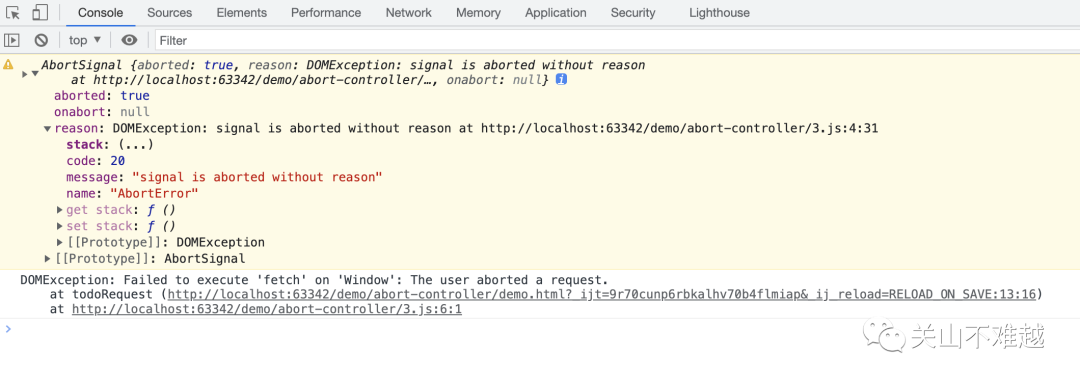 Console Sources Elements Performance Network Memory Application Security Lighthouse
top Filter
AbortSignal {aborted: true, reason: DOMException: signal is aborted without reason
at http://localhost:63342/demo/abort-controller/…, onabort: null} i
aborted: true
onabort: null
reason: DOMException: signal is aborted without reason at http://localhost:63342/demo/abort-controller/3.js:4:31
stack: (...)
code: 20
message: "signal is aborted without reason"
name: "AbortError"
get stack: ƒ ()
set stack: ƒ ()
[[Prototype]]: DOMException
[[Prototype]]: AbortSignal
DOMException: Failed to execute 'fetch' on 'Window': The user aborted a request.
at todoRequest (http://localhost:63342/demo/abort-controller/demo.html?_ijt=9r70cunp6rbkalhv70b4flmiap&_ij_reload=RELOAD_ON_SAVE:13:16)
at http://localhost:63342/demo/abort-controller/3.js:6:1
关山不难越